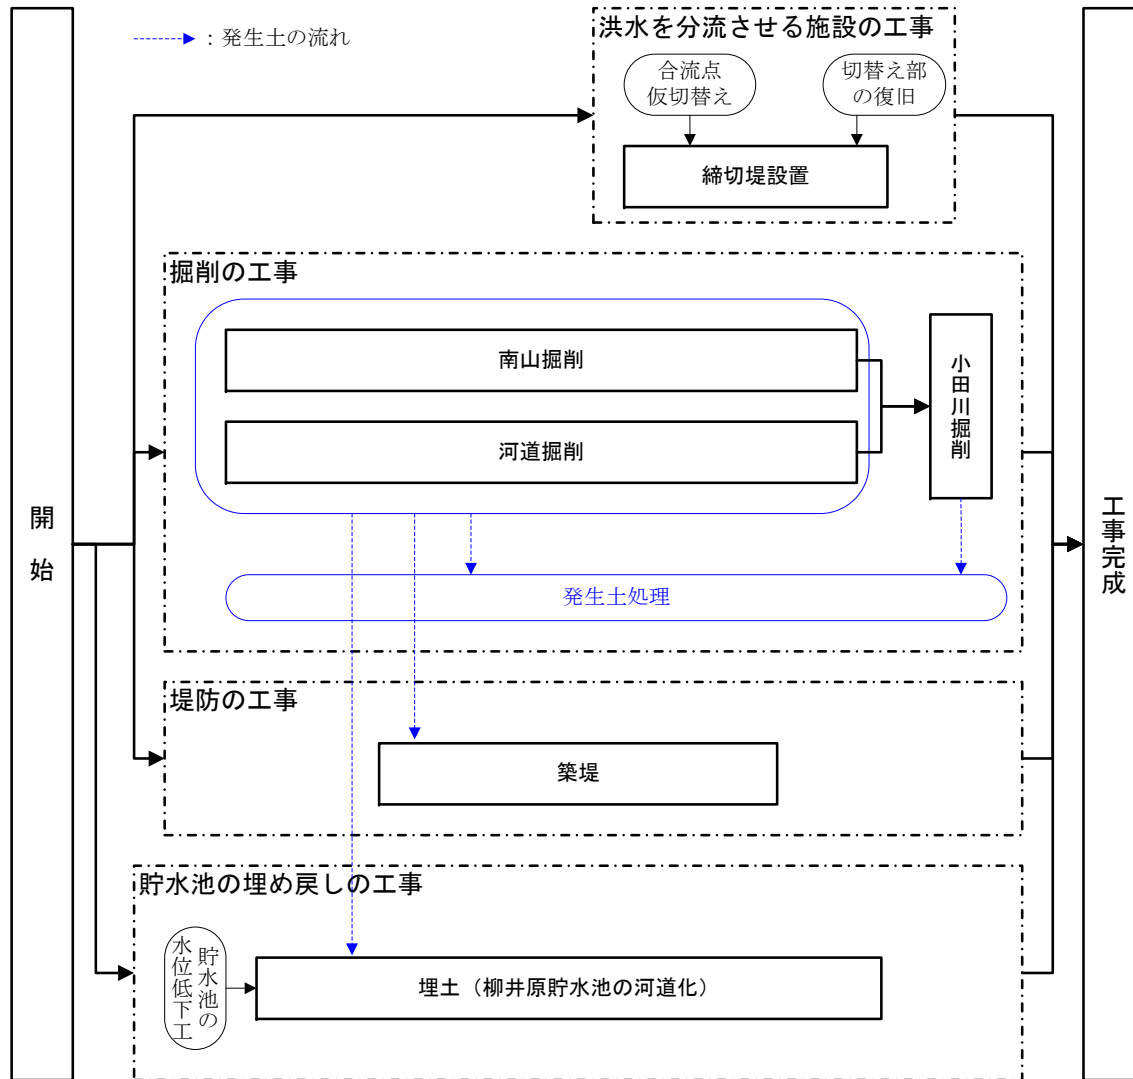 洪水を分流させる施設の工事
：発生土の流れ
合流点
仮切替え
切替え部
の復旧
締切堤設置
掘削の工事
南山掘削
河道掘削
小田川掘削
発生土処理
開始
工事完成
堤防の工事
築堤
貯水池の埋め戻しの工事
貯水池の
水位低下工
埋土（柳井原貯水池の河道化）